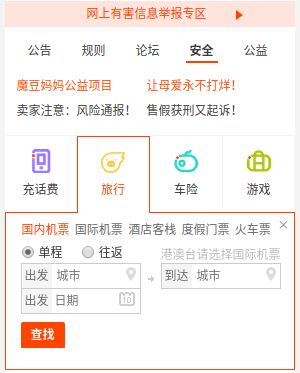 网上有害信息举报专区
公告 规则 论坛 安全 公益
魔豆妈妈公益项目 让母爱永不打烊！
卖家注意：风险通报！ 售假获刑又起诉！
充话费 旅行 车险 游戏
国内机票 国际机票 酒店客栈 度假门票 火车票
单程 往返 港澳台请选择国际机票
出发 城市 到达 城市
出发 日期 10
查找